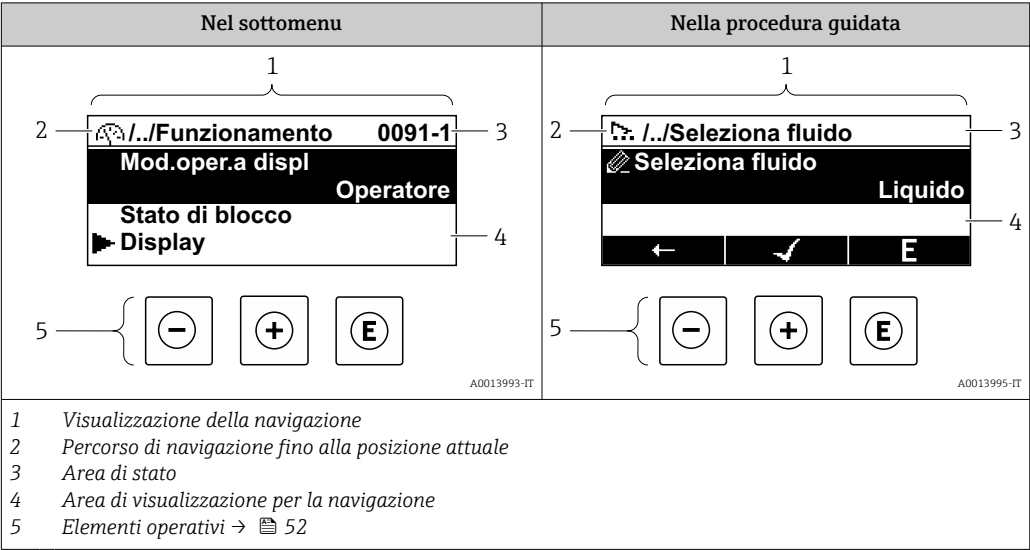 Nel sottomenu
Nella procedura guidata
1
2
/../Funzionamento 0091-1
3
Mod.oper.a displ
Operatore
Stato di blocco
Display
4
5
- + E
A0013993-IT
1
2
/../Seleziona fluido
3
Seleziona fluido
Liquido
4
← ✓ E
5
- + E
A0013995-IT
1 Visualizzazione della navigazione
2 Percorso di navigazione fino alla posizione attuale
3 Area di stato
4 Area di visualizzazione per la navigazione
5 Elementi operativi → 52